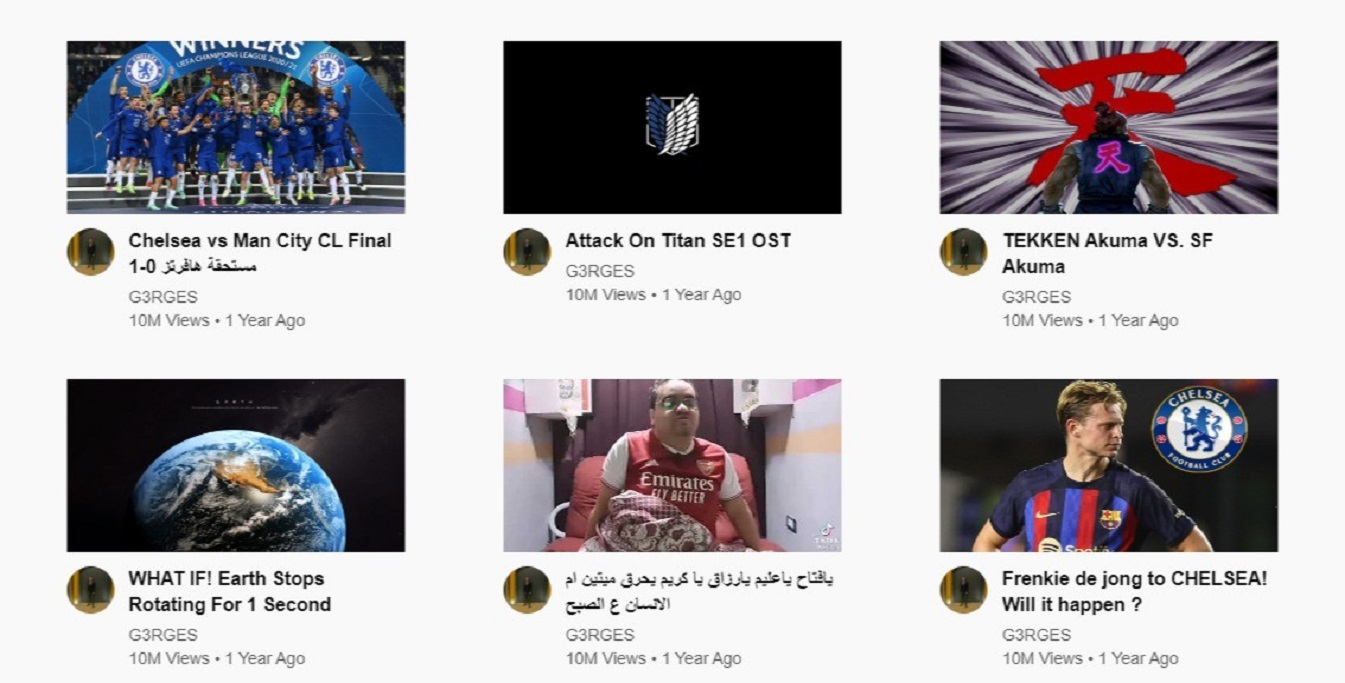 WINNERS
UEFA CHAMPIONS LEAGUE 2020/21
Chelsea vs Man City CL Final
مستحقة هافرتز 0-1
G3RGES
10M Views • 1 Year Ago
Attack On Titan SE1 OST
G3RGES
10M Views • 1 Year Ago
天
天
TEKKEN Akuma VS. SF
Akuma
G3RGES
10M Views • 1 Year Ago
EARTH
WHAT IF! Earth Stops
Rotating For 1 Second
G3RGES
10M Views • 1 Year Ago
Emirates
FLY BETTER
يافتاح ياعليم يارزاق يا كريم يحرق ميتين ام
الانسان ع الصبح
G3RGES
10M Views • 1 Year Ago
CHELSEA
FOOTBALL CLUB
Spotify
Frenkie de jong to CHELSEA!
Will it happen ?
G3RGES
10M Views • 1 Year Ago